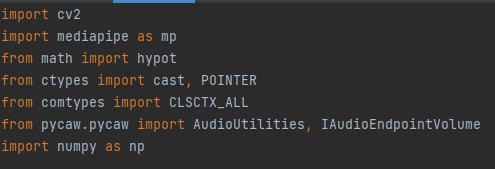 import cv2
import mediapipe as mp
from math import hypot
from ctypes import cast, POINTER
from comtypes import CLSCTX_ALL
from pycaw.pycaw import AudioUtilities, IAudioEndpointVolume
import numpy as np